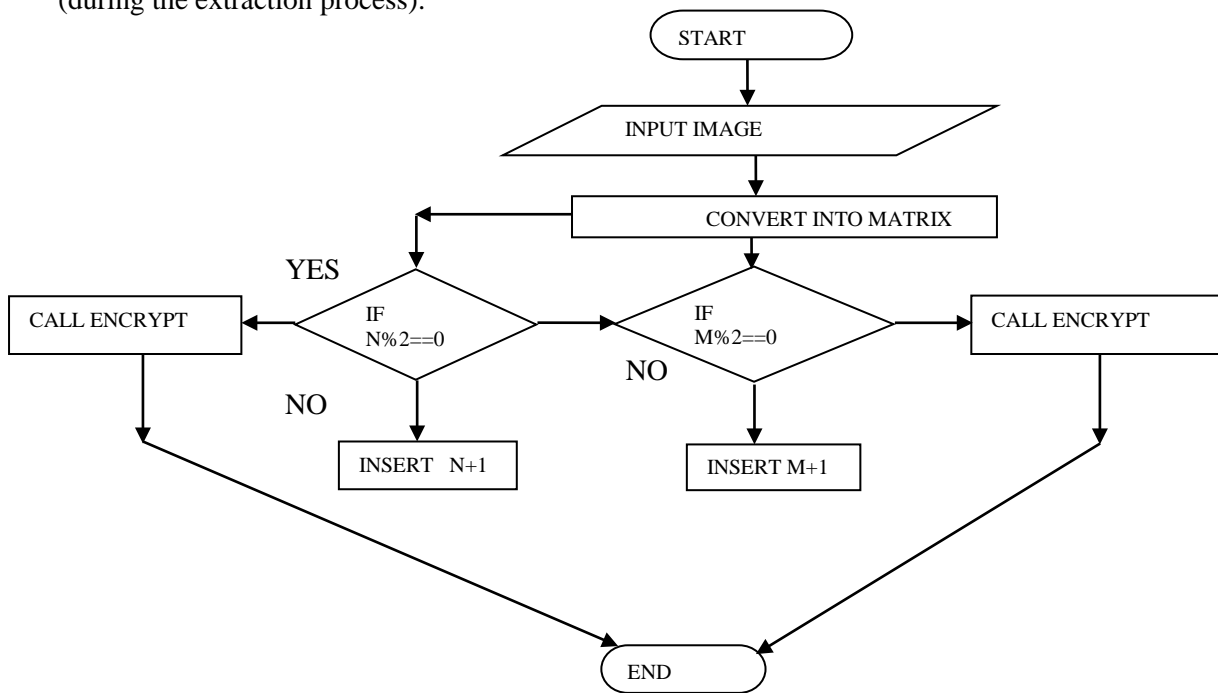 (during the extraction process).
START
INPUT IMAGE
CONVERT INTO MATRIX
YES
CALL ENCRYPT
IF
N%2==0
IF
M%2==0
CALL ENCRYPT
NO
NO
INSERT N+1
INSERT M+1
END